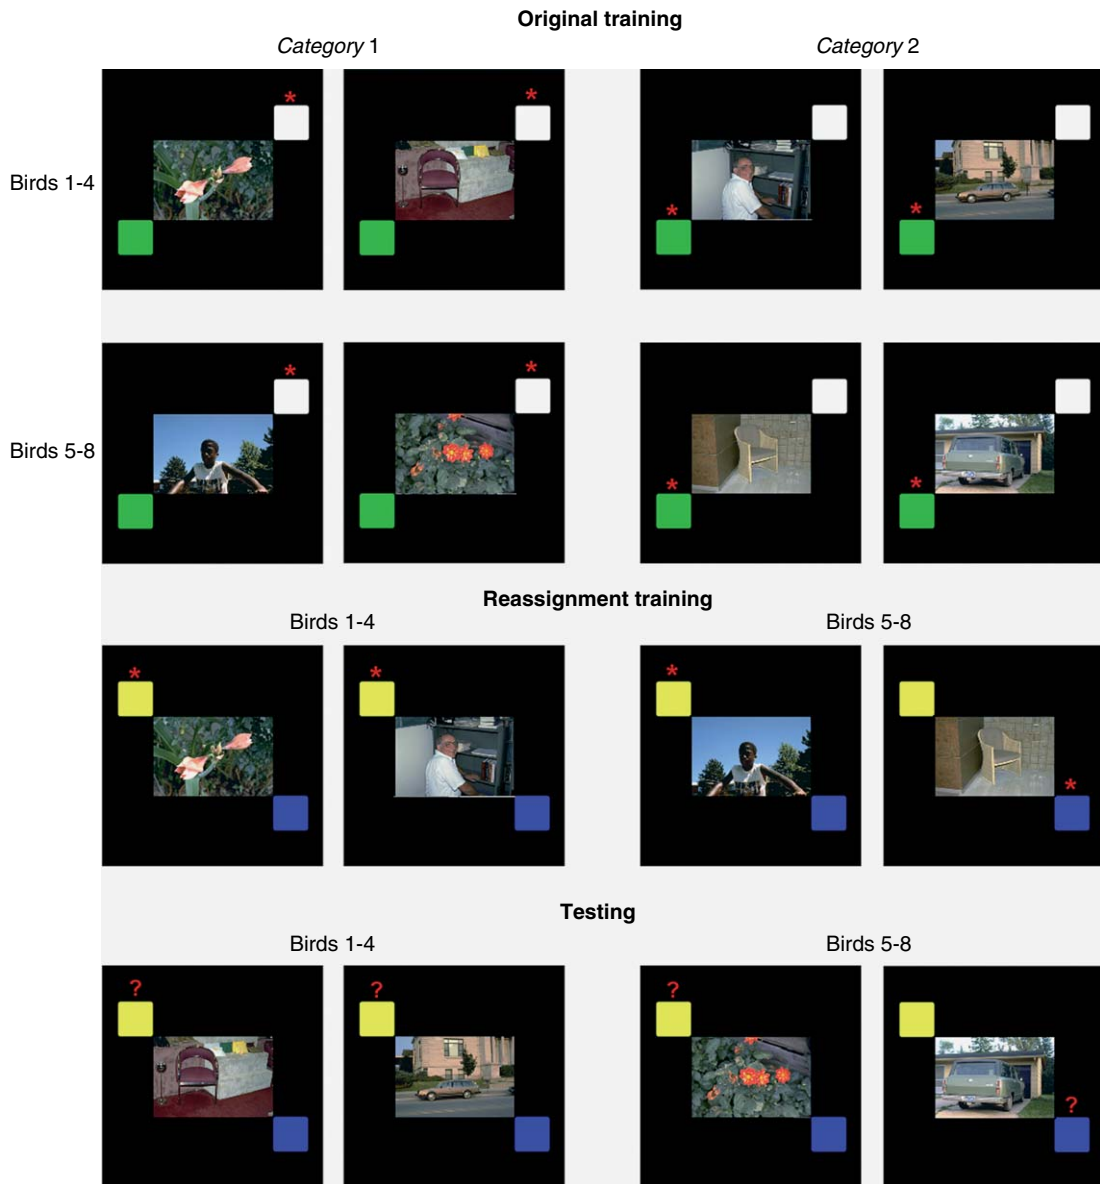 Original training
Category 1
Category 2
* *
Birds 1-4
* *
* *
Birds 5-8
* *
Reassignment training
Birds 1-4
Birds 5-8
* * *
*
Testing
Birds 1-4
Birds 5-8
? ? ?
?